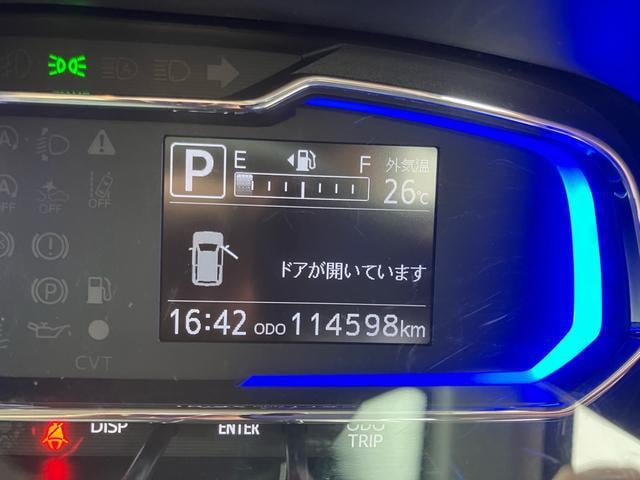 P E F 外気温
26℃
ドアが開いています
16:42 ODO 114598km
OFF OFF
CVT
DISP ENTER ODO
TRIP